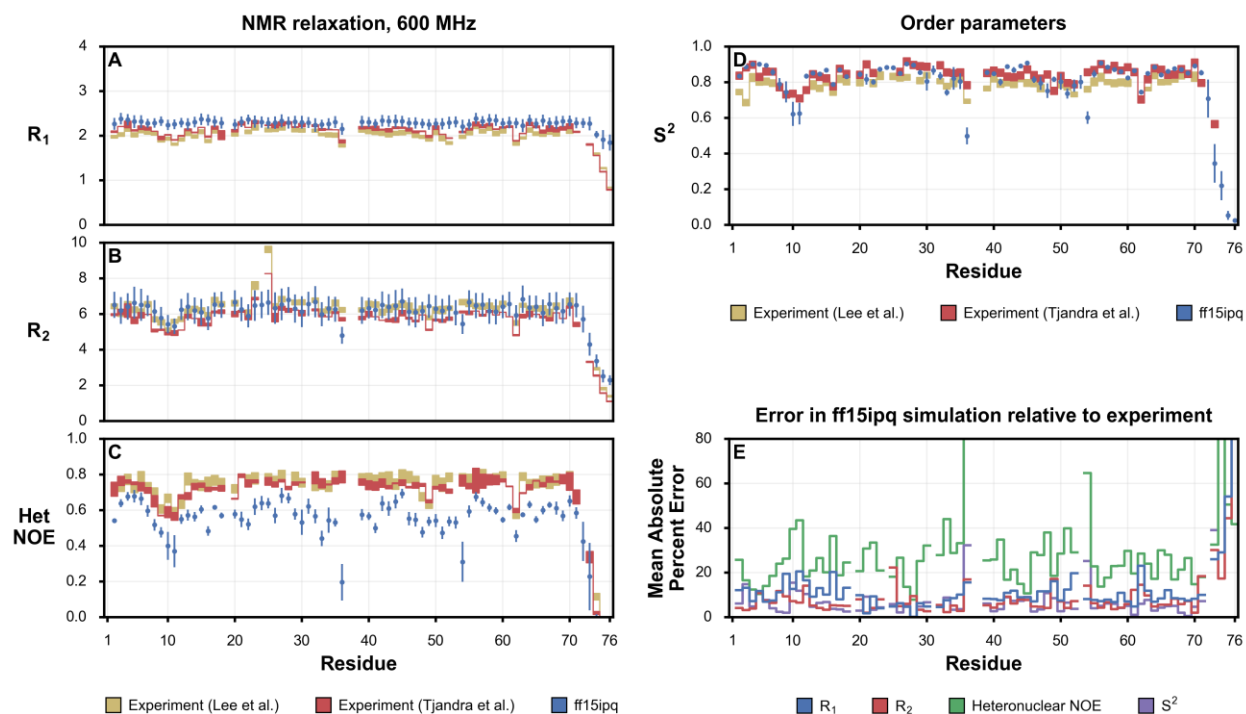 NMR relaxation, 600 MHz
A
R1
4
3
2
1
0
B
R2
10
8
6
4
2
0
C
Het
NOE
1.0
0.8
0.6
0.4
0.2
0.0
1 10 20 30 40 50 60 70 76
Residue
Experiment (Lee et al.) Experiment (Tjandra et al.) ff15ipq
Order parameters
D
S2
1.0
0.8
0.6
0.4
0.2
0.0
1 10 20 30 40 50 60 70 76
Residue
Experiment (Lee et al.) Experiment (Tjandra et al.) ff15ipq
Error in ff15ipq simulation relative to experiment
E
Mean Absolute
Percent Error
80
60
40
20
0
1 10 20 30 40 50 60 70 76
Residue
R1 R2 Heteronuclear NOE S2